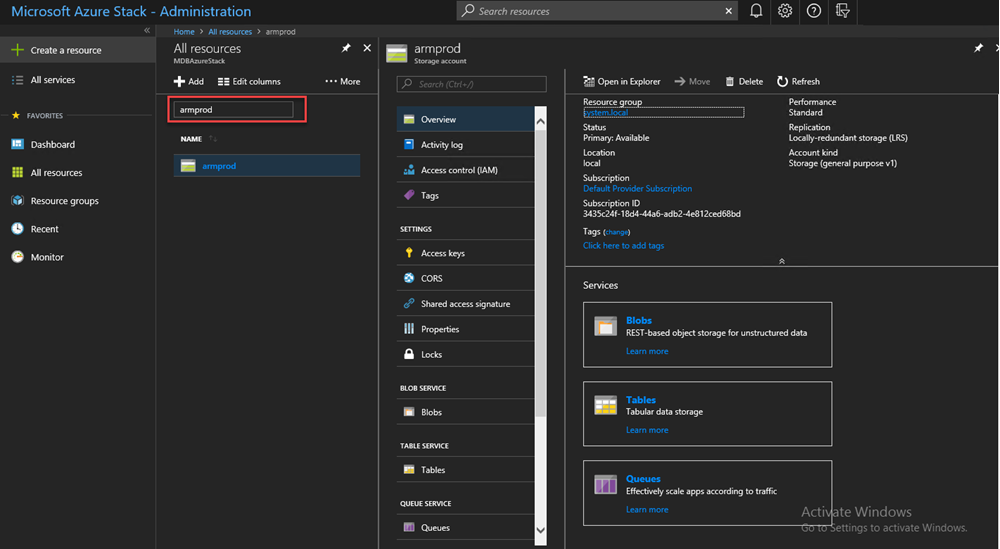 Microsoft Azure Stack - Administration
Search resources
Home > All resources > armprod
Create a resource
All services
FAVORITES
Dashboard
All resources
Resource groups
Recent
Monitor
All resources
MDBAzureStack
Add
Edit columns
More
armprod
NAME
armprod
armprod
Storage account
Search (Ctrl+/)
Overview
Activity log
Access control (IAM)
Tags
SETTINGS
Access keys
CORS
Shared access signature
Properties
Locks
BLOB SERVICE
Blobs
TABLE SERVICE
Tables
QUEUE SERVICE
Queues
Open in Explorer
Move
Delete
Refresh
Resource group
system.local
Status
Primary: Available
Location
local
Subscription
Default Provider Subscription
Subscription ID
3435c24f-18d4-44a6-adb2-4e812ced68bd
Tags (change)
Click here to add tags
Performance
Standard
Replication
Locally-redundant storage (LRS)
Account kind
Storage (general purpose v1)
Services
Blobs
REST-based object storage for unstructured data
Learn more
Tables
Tabular data storage
Learn more
Queues
Effectively scale apps according to traffic
Learn more
Activate Windows
Go to Settings to activate Windows.